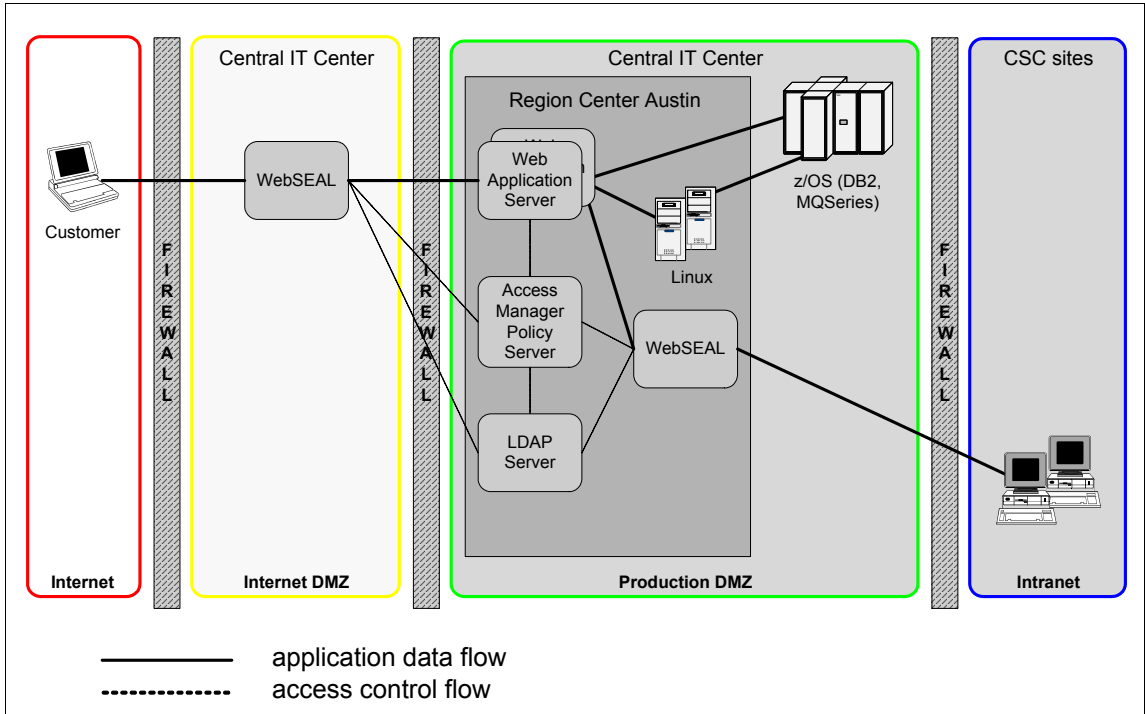 Central IT Center
Central IT Center
CSC sites
Region Center Austin
Web
Application
Server
WebSEAL
Customer
z/OS (DB2,
MQSeries)
Linux
FIREWALL
FIREWALL
FIREWALL
Access
Manager
Policy
Server
WebSEAL
LDAP
Server
Internet
Internet DMZ
Production DMZ
Intranet
application data flow
access control flow